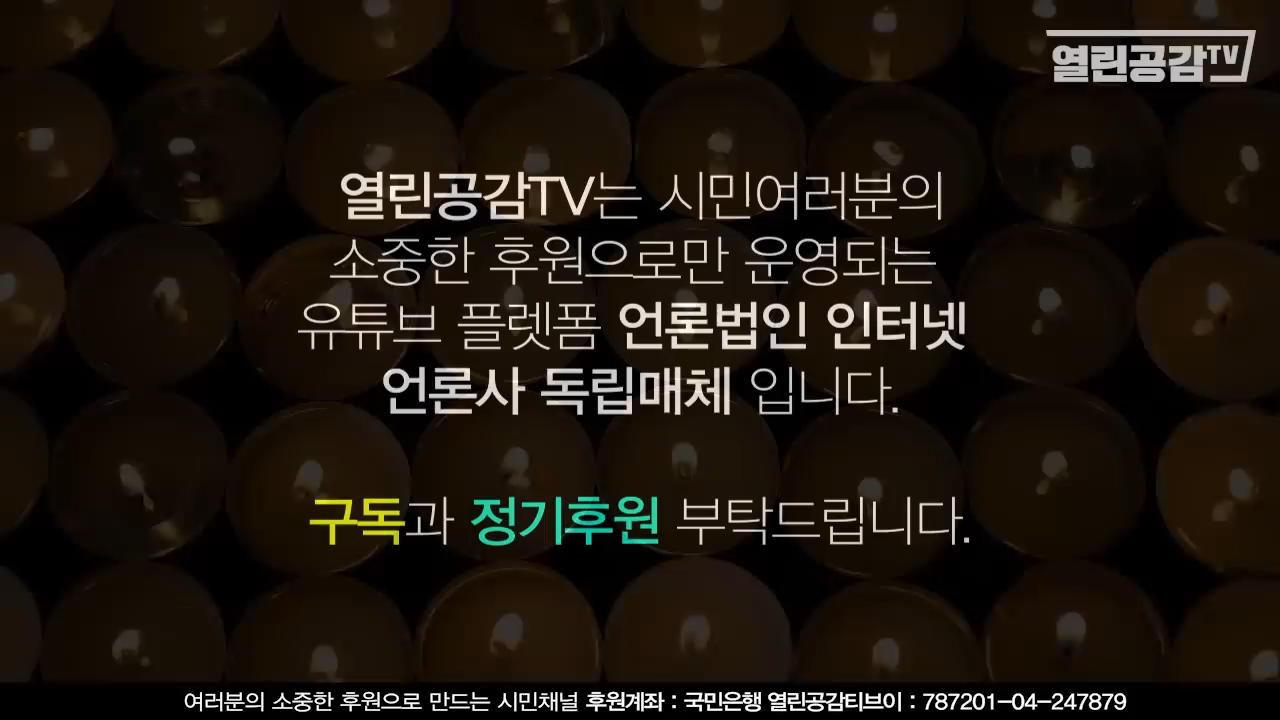 열린공감TV
열린공감TV는 시민여러분의
소중한 후원으로만 운영되는
유튜브 플렛폼 언론법인 인터넷
언론사 독립매체 입니다.
구독과 정기후원 부탁드립니다.
여러분의 소중한 후원으로 만드는 시민채널 후원계좌 : 국민은행 열린공감티브이 : 787201-04-247879